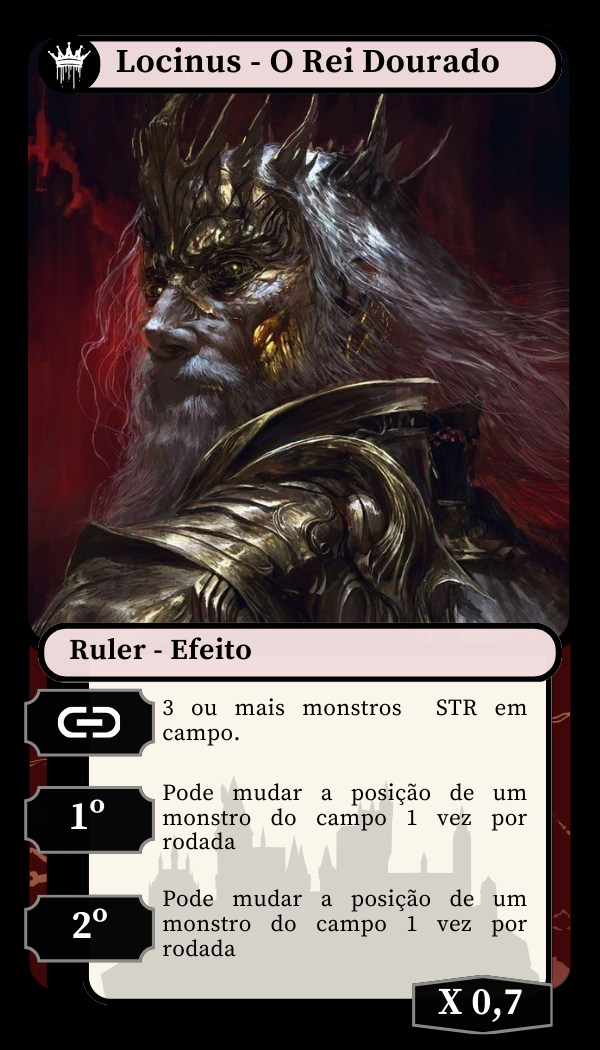 Locinus - O Rei Dourado
Ruler - Efeito
3 ou mais monstros STR em
campo.
1º
Pode mudar a posição de um
monstro do campo 1 vez por
rodada
2º
Pode mudar a posição de um
monstro do campo 1 vez por
rodada
X 0,7